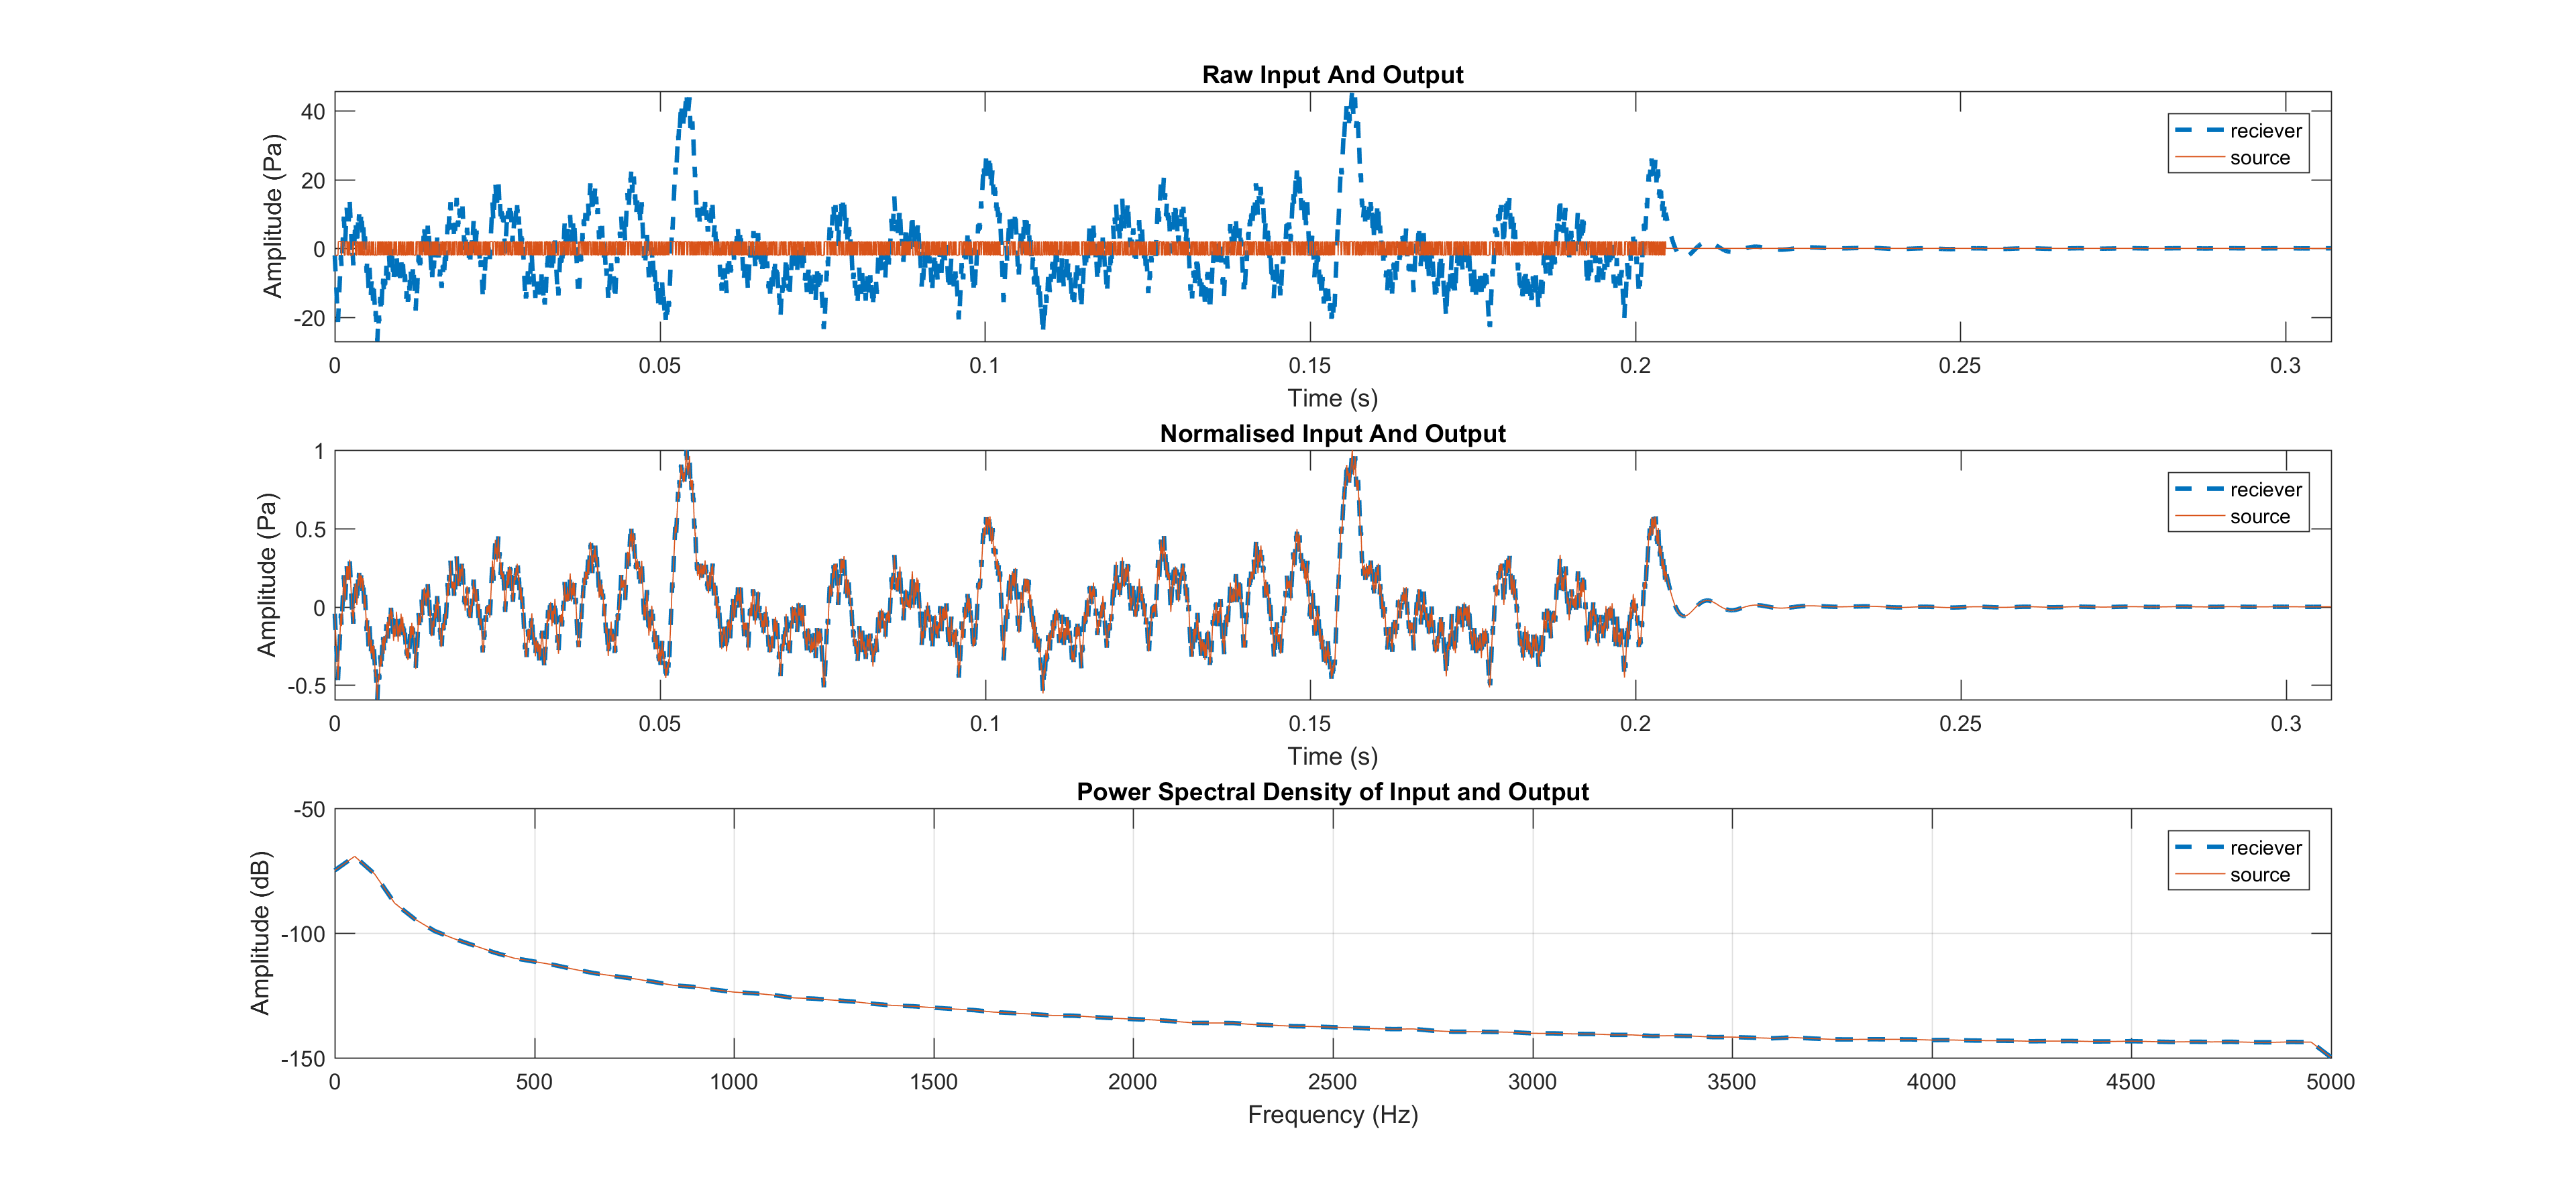 Raw Input And Output
Amplitude (Pa)
40
20
0
-20
reciever
source
0 0.05 0.1 0.15 0.2 0.25 0.3
Time (s)
Normalised Input And Output
Amplitude (Pa)
1
0.5
0
-0.5
reciever
source
0 0.05 0.1 0.15 0.2 0.25 0.3
Time (s)
Power Spectral Density of Input and Output
Amplitude (dB)
-50
-100
-150
reciever
source
0 500 1000 1500 2000 2500 3000 3500 4000 4500 5000
Frequency (Hz)